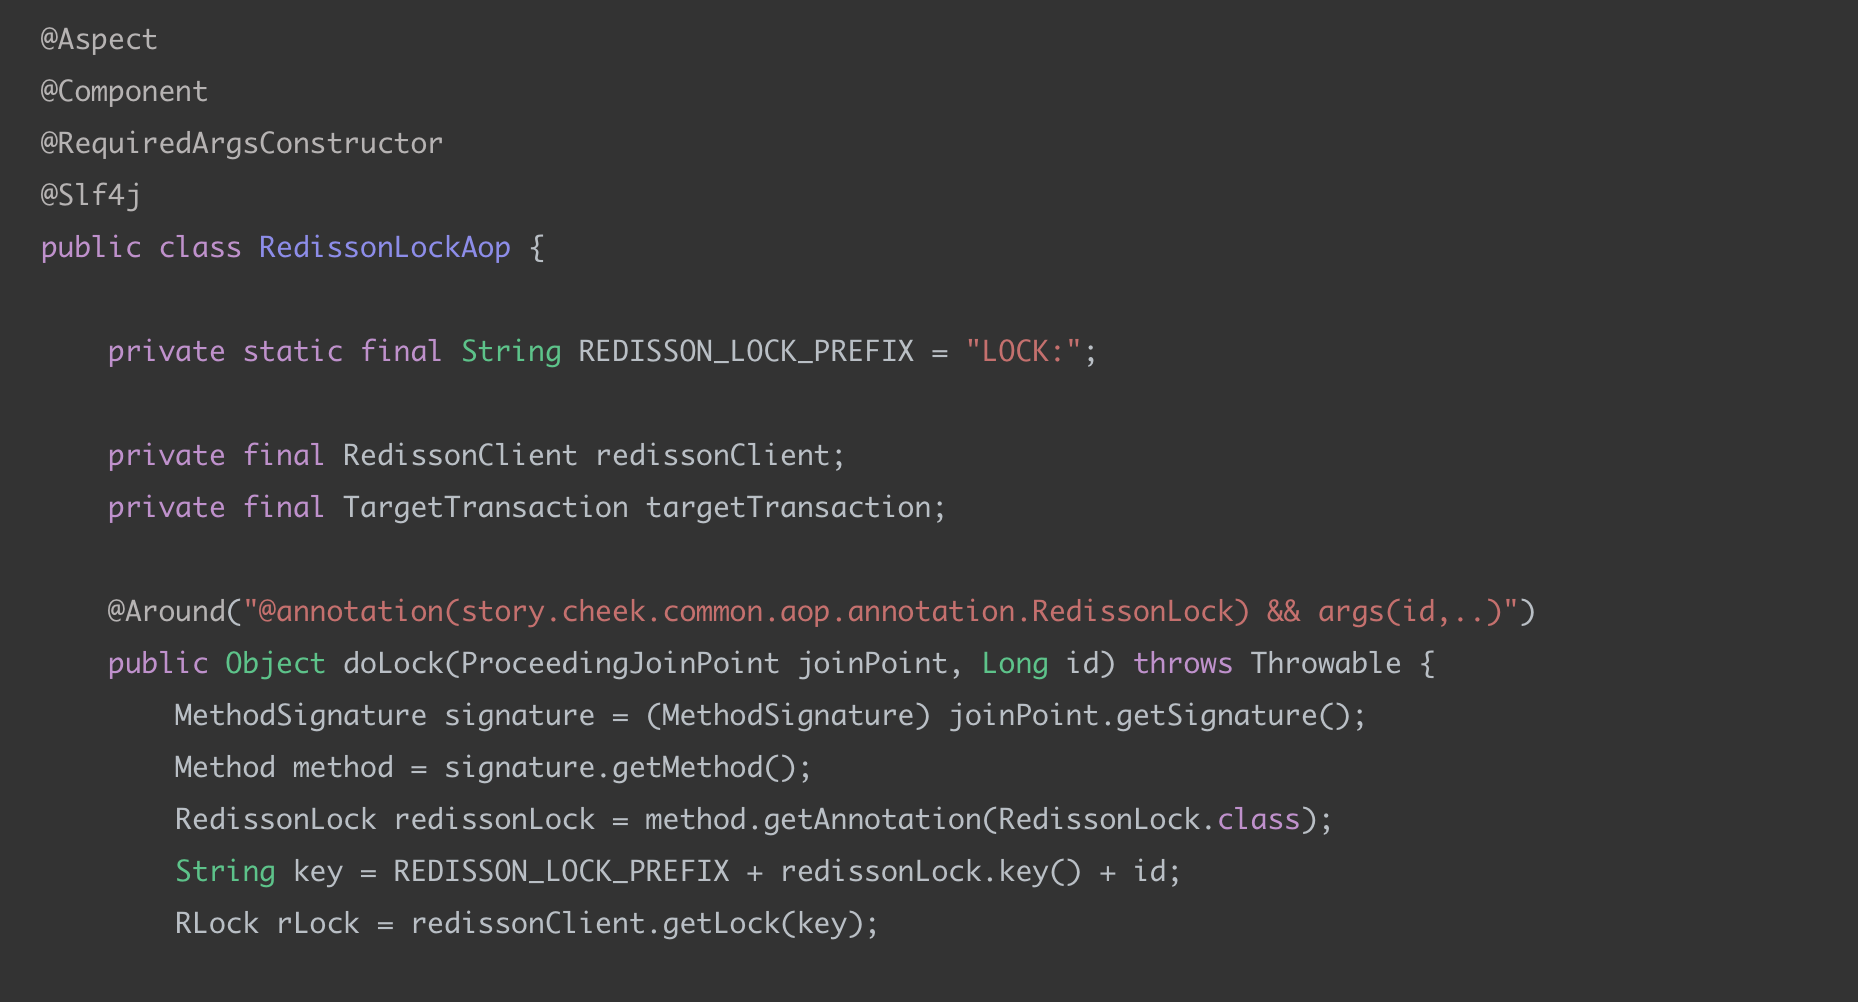 @Aspect
@Component
@RequiredArgsConstructor
@Slf4j
public class RedissonLockAop {
private static final String REDISSON_LOCK_PREFIX = "LOCK:";
private final RedissonClient redissonClient;
private final TargetTransaction targetTransaction;
@Around("@annotation(story.cheek.common.aop.annotation.RedissonLock) && args(id,..)")
public Object doLock(ProceedingJoinPoint joinPoint, Long id) throws Throwable {
MethodSignature signature = (MethodSignature) joinPoint.getSignature();
Method method = signature.getMethod();
RedissonLock redissonLock = method.getAnnotation(RedissonLock.class);
String key = REDISSON_LOCK_PREFIX + redissonLock.key() + id;
RLock rLock = redissonClient.getLock(key);